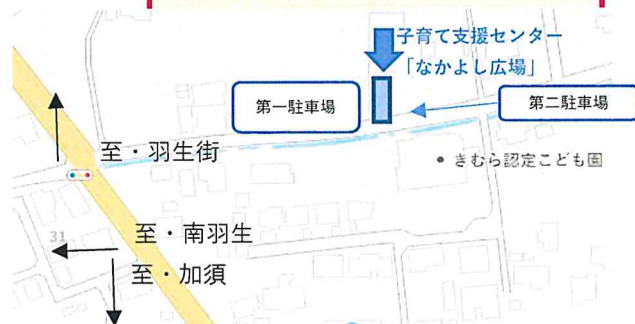 子育て支援センター
「なかよし広場」
第一駐車場
第二駐車場
至・羽生街
きむら認定こども園
31
至・南羽生
至・加須